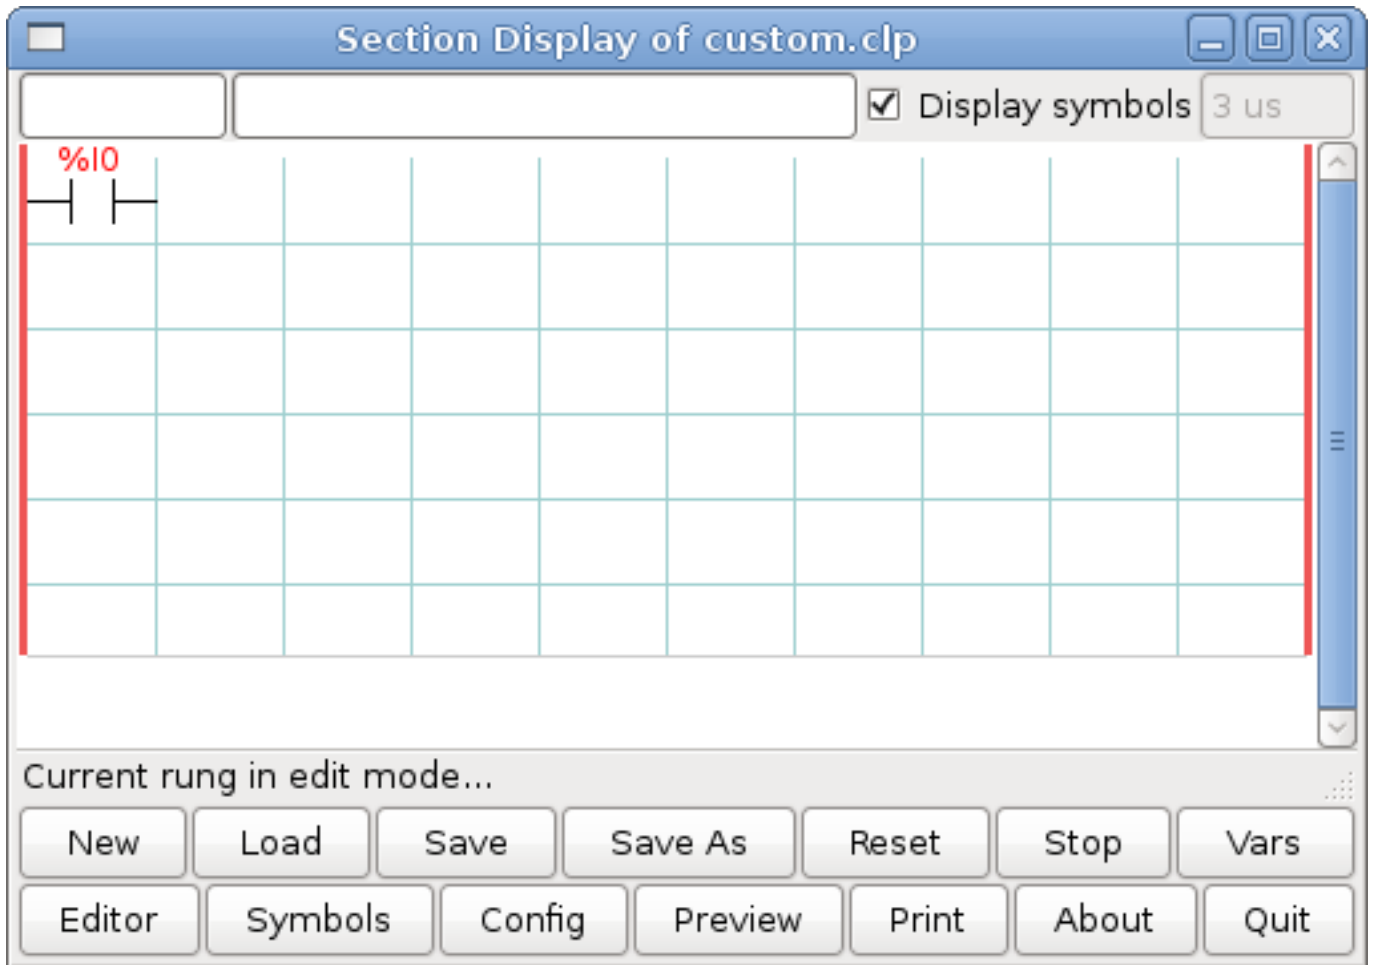 Section Display of custom.clp
Display symbols 3 us
%I0
Current rung in edit mode...
New Load Save Save As Reset Stop Vars
Editor Symbols Config Preview Print About Quit